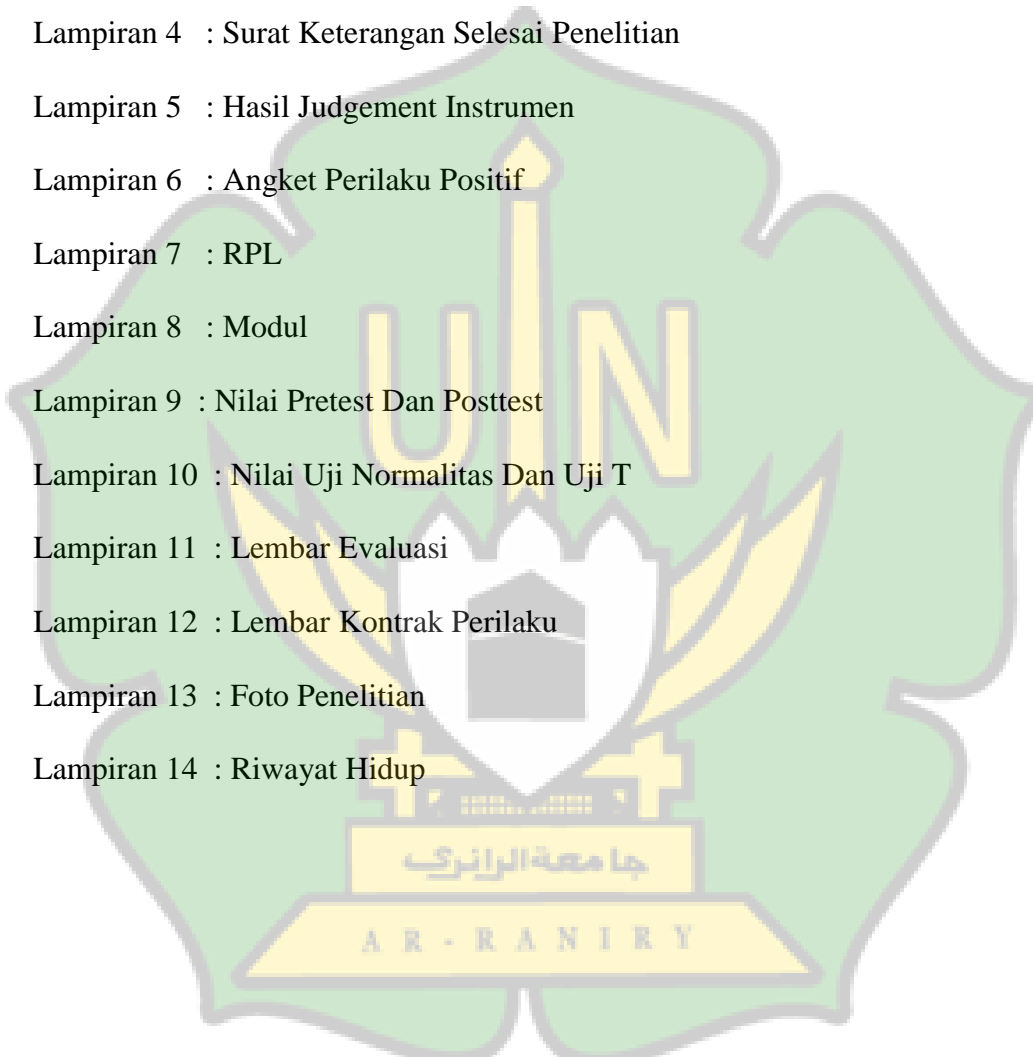 Lampiran 4 : Surat Keterangan Selesai Penelitian
Lampiran 5 : Hasil Judgement Instrumen
Lampiran 6 : Angket Perilaku Positif
Lampiran 7 : RPL
Lampiran 8 : Modul
Lampiran 9 : Nilai Pretest Dan Posttest
Lampiran 10 : Nilai Uji Normalitas Dan Uji T
Lampiran 11 : Lembar Evaluasi
Lampiran 12 : Lembar Kontrak Perilaku
Lampiran 13 : Foto Penelitian
Lampiran 14 : Riwayat Hidup
UIN
جامعة الرانري
AR - RANIRY